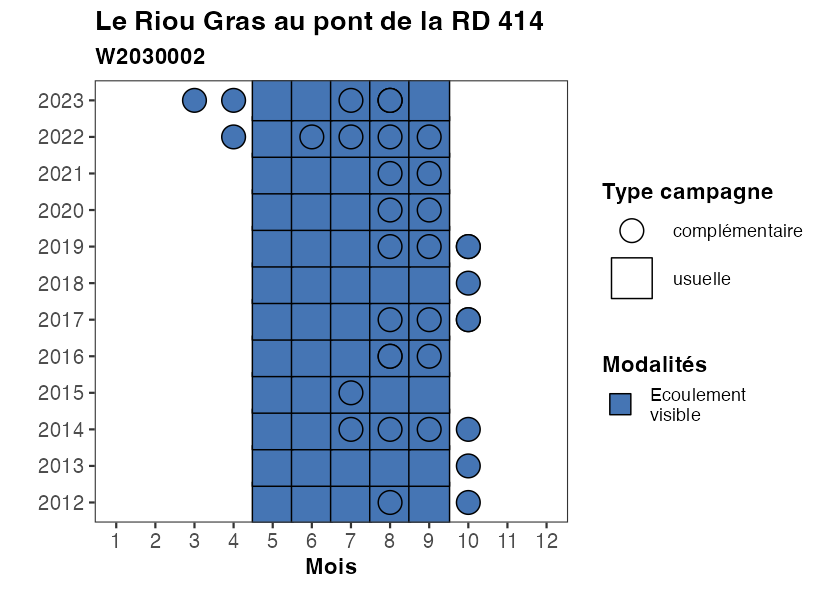 Le Riou Gras au pont de la RD 414
W2030002
2023
2022
2021
2020
2019
2018
2017
2016
2015
2014
2013
2012
1 2 3 4 5 6 7 8 9 10 11 12
Mois
Type campagne
complémentaire
usuelle
Modalités
Ecoulement
visible